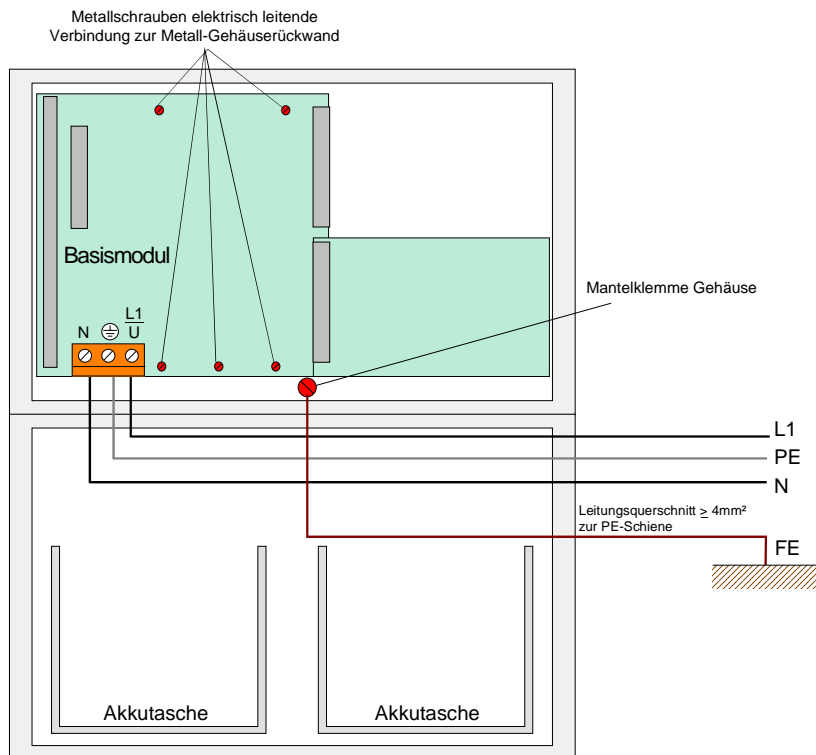 Metallschrauben elektrisch leitende
Verbindung zur Metall-Gehäuserückwand
Basismodul
N
L1
U
Mantelklemme Gehäuse
L1
PE
N
Leitungsquerschnitt ≥ 4mm²
zur PE-Schiene
FE
Akkutasche
Akkutasche